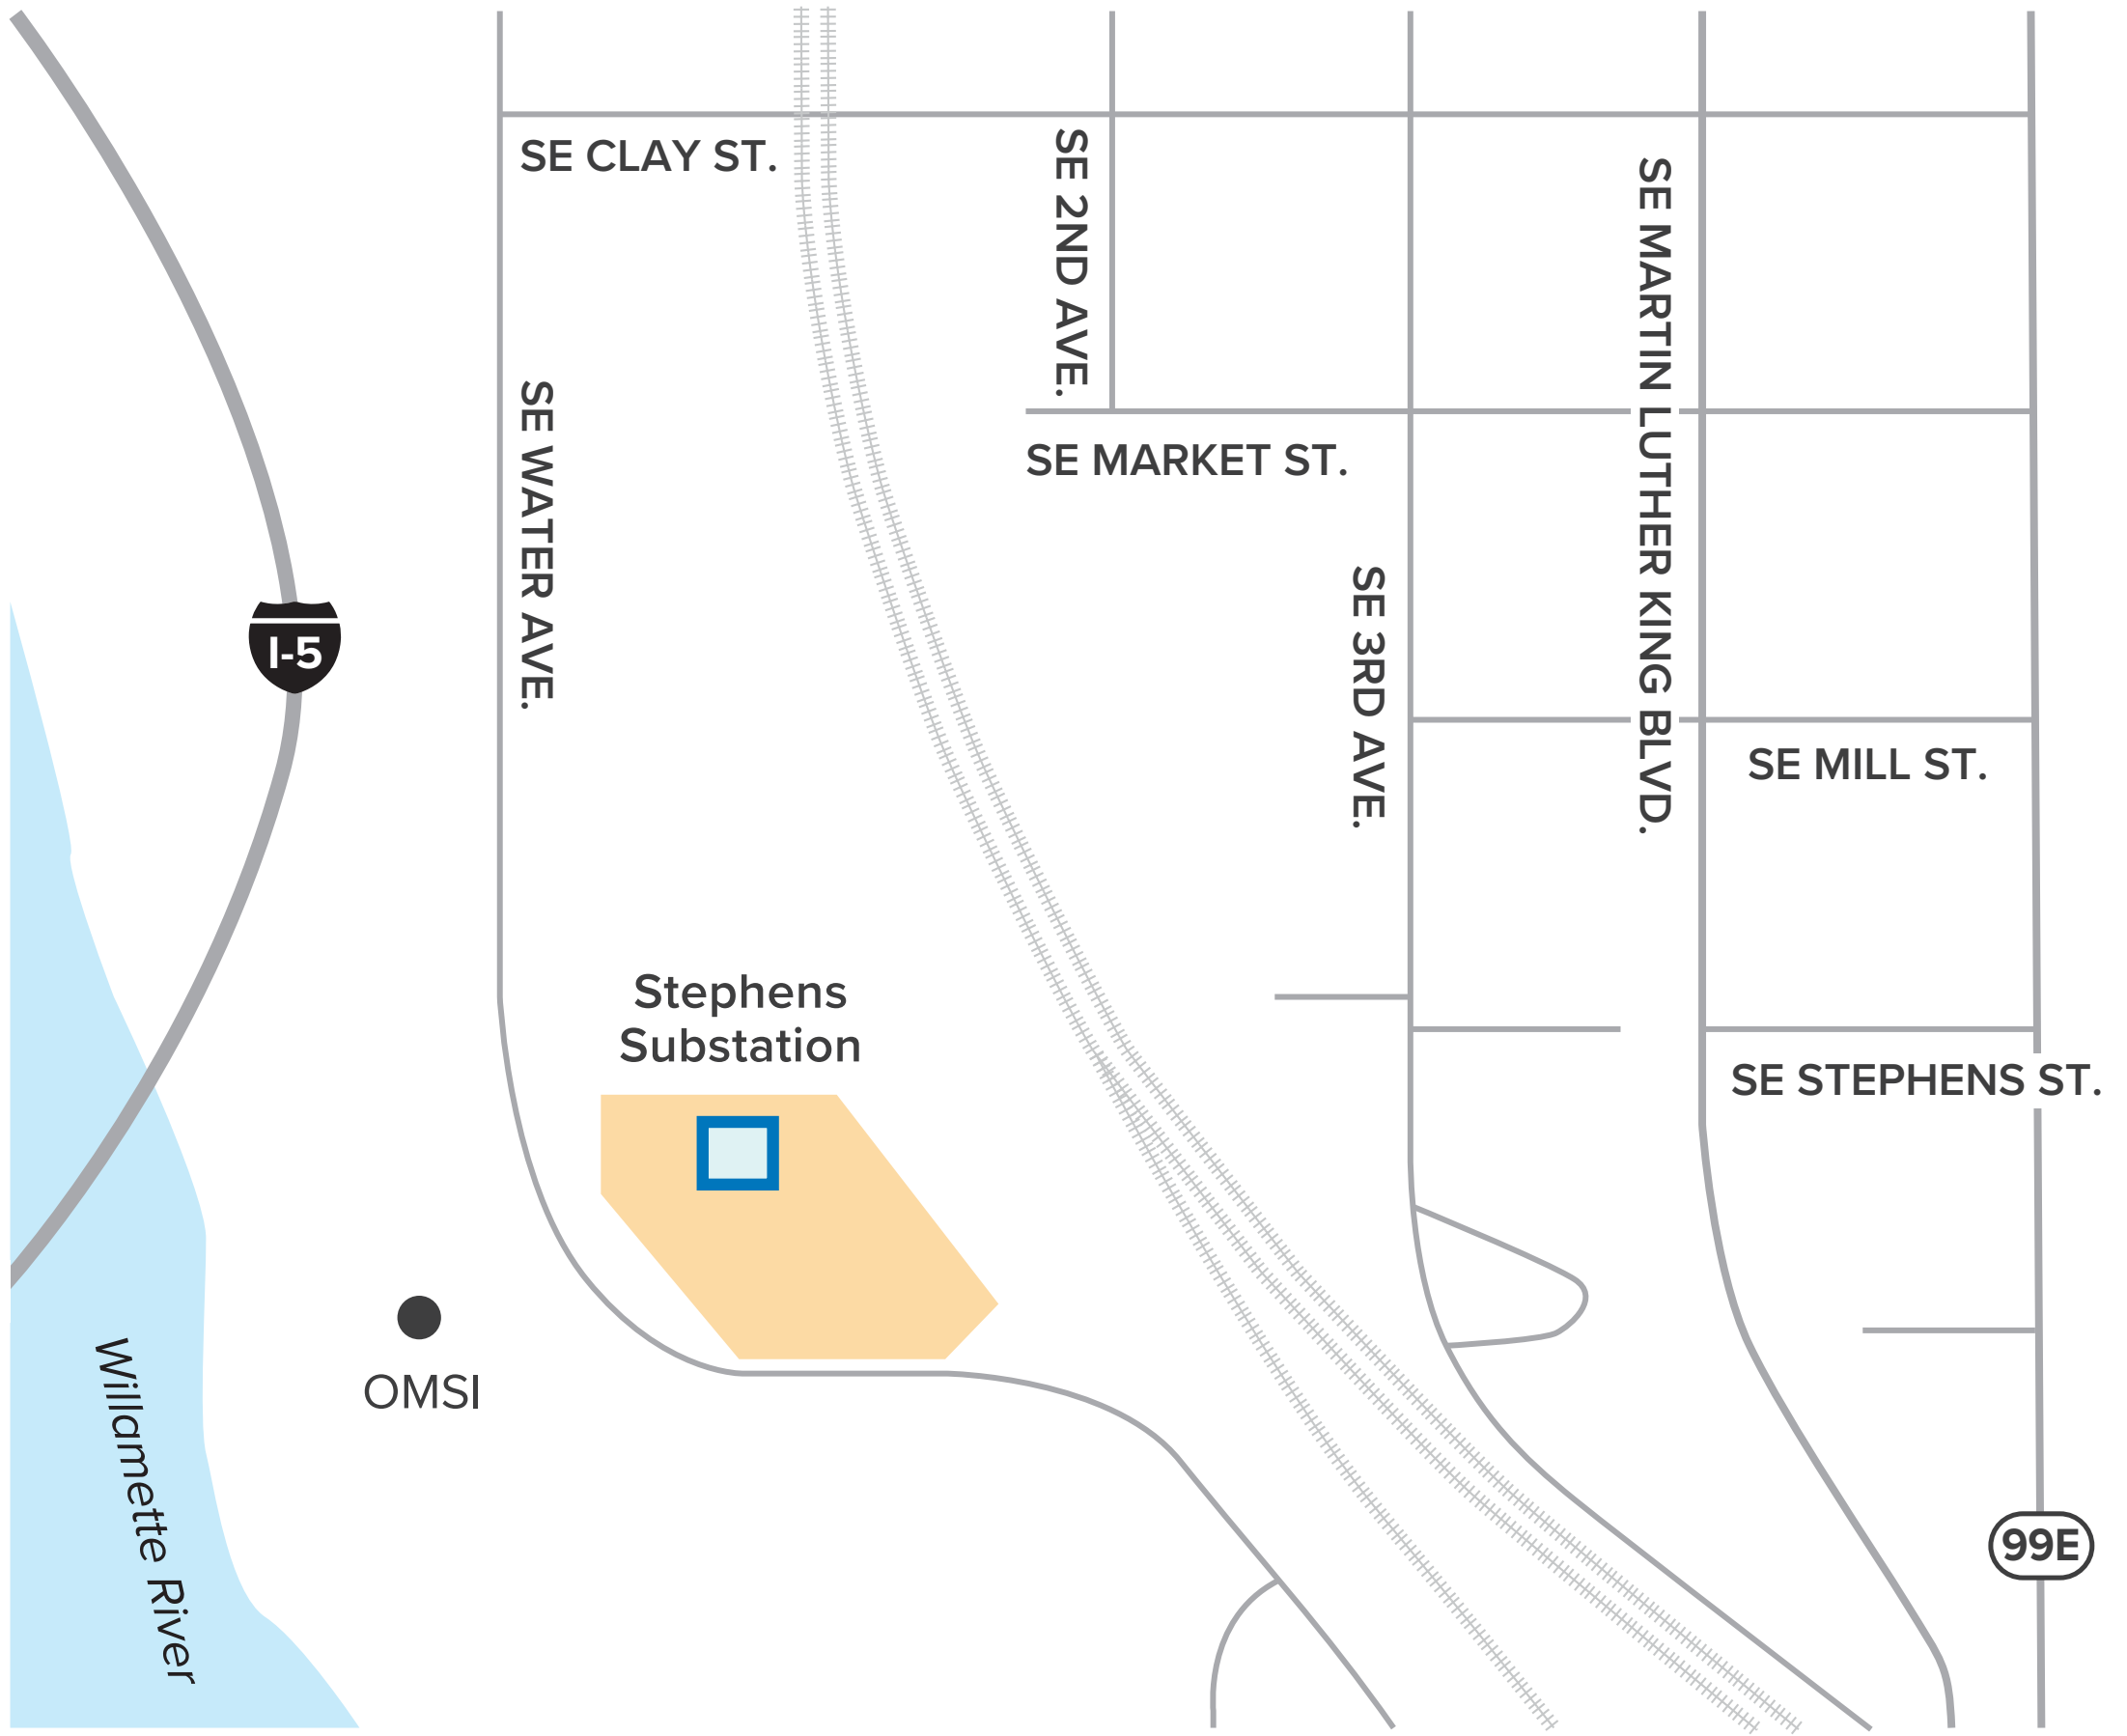 SE CLAY ST.
SE 2ND AVE.
SE MARTIN LUTHER KING BLVD.
SE WATER AVE.
SE MARKET ST.
SE 3RD AVE.
I-5
SE MILL ST.
Stephens
Substation
SE STEPHENS ST.
OMSI
Willamette River
99E